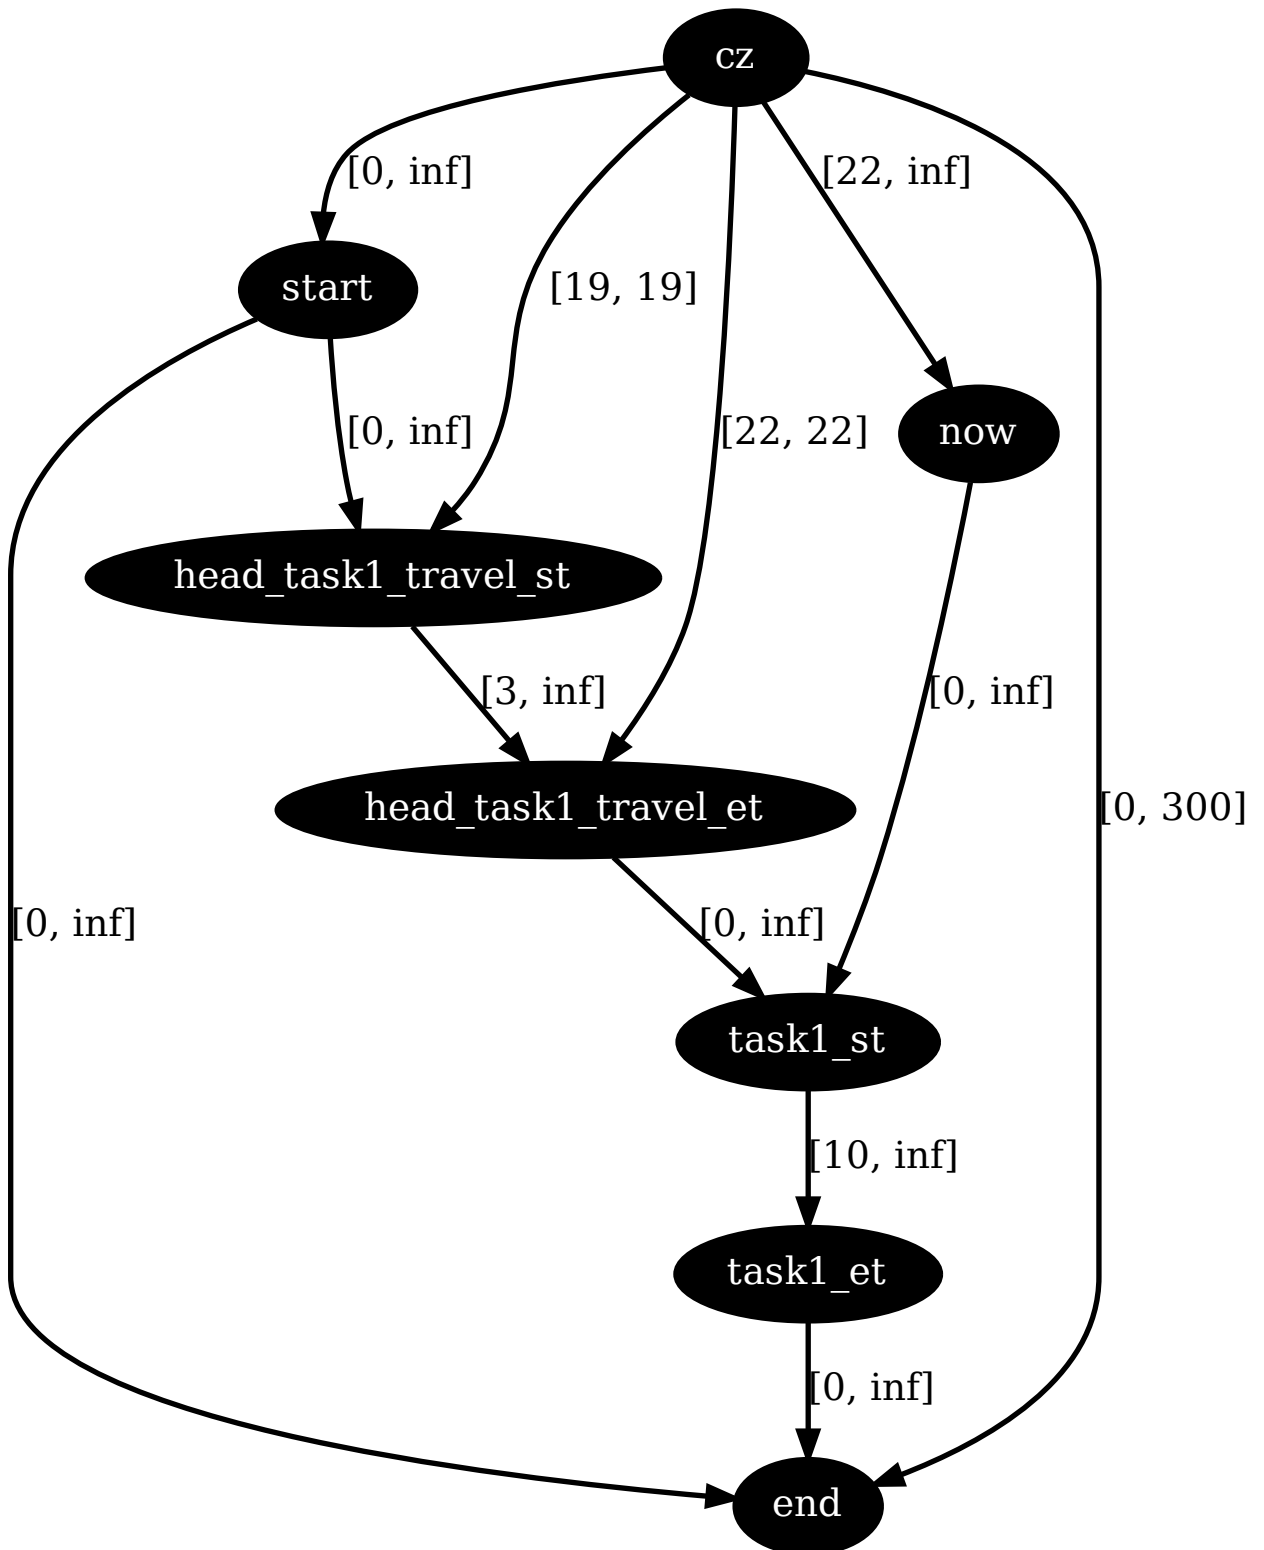 cz
[0, inf]
[22, inf]
start
[19, 19]
[0, inf]
[22, 22]
now
head_task1_travel_st
[3, inf]
[0, inf]
head_task1_travel_et
[0, 300]
[0, inf]
[0, inf]
task1_st
[10, inf]
task1_et
[0, inf]
end